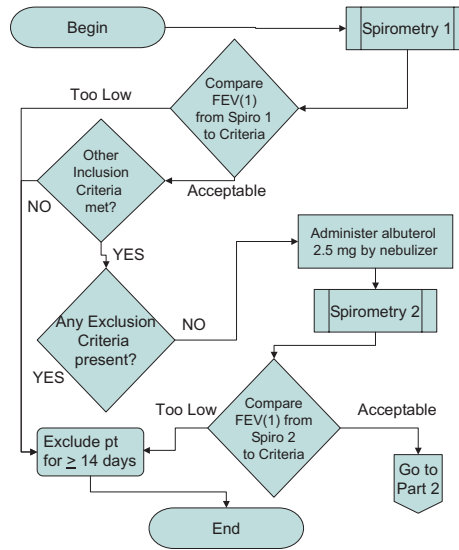 Begin
Spirometry 1
Compare
FEV(1)
from Spiro 1
to Criteria
Too Low
Other
Inclusion
Criteria
met?
Acceptable
NO
YES
Administer albuterol
2.5 mg by nebulizer
Any Exclusion
Criteria
present?
NO
YES
Spirometry 2
Compare
FEV(1) from
Spiro 2
to Criteria
Too Low
Acceptable
Exclude pt
for ≥ 14 days
Go to
Part 2
End